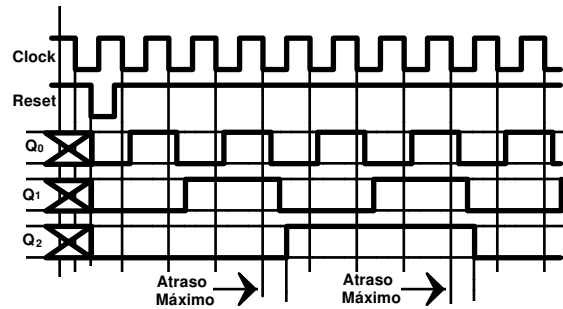 Clock
Reset
Q0
Q1
Q2
Atraso
Máximo
Atraso
Máximo